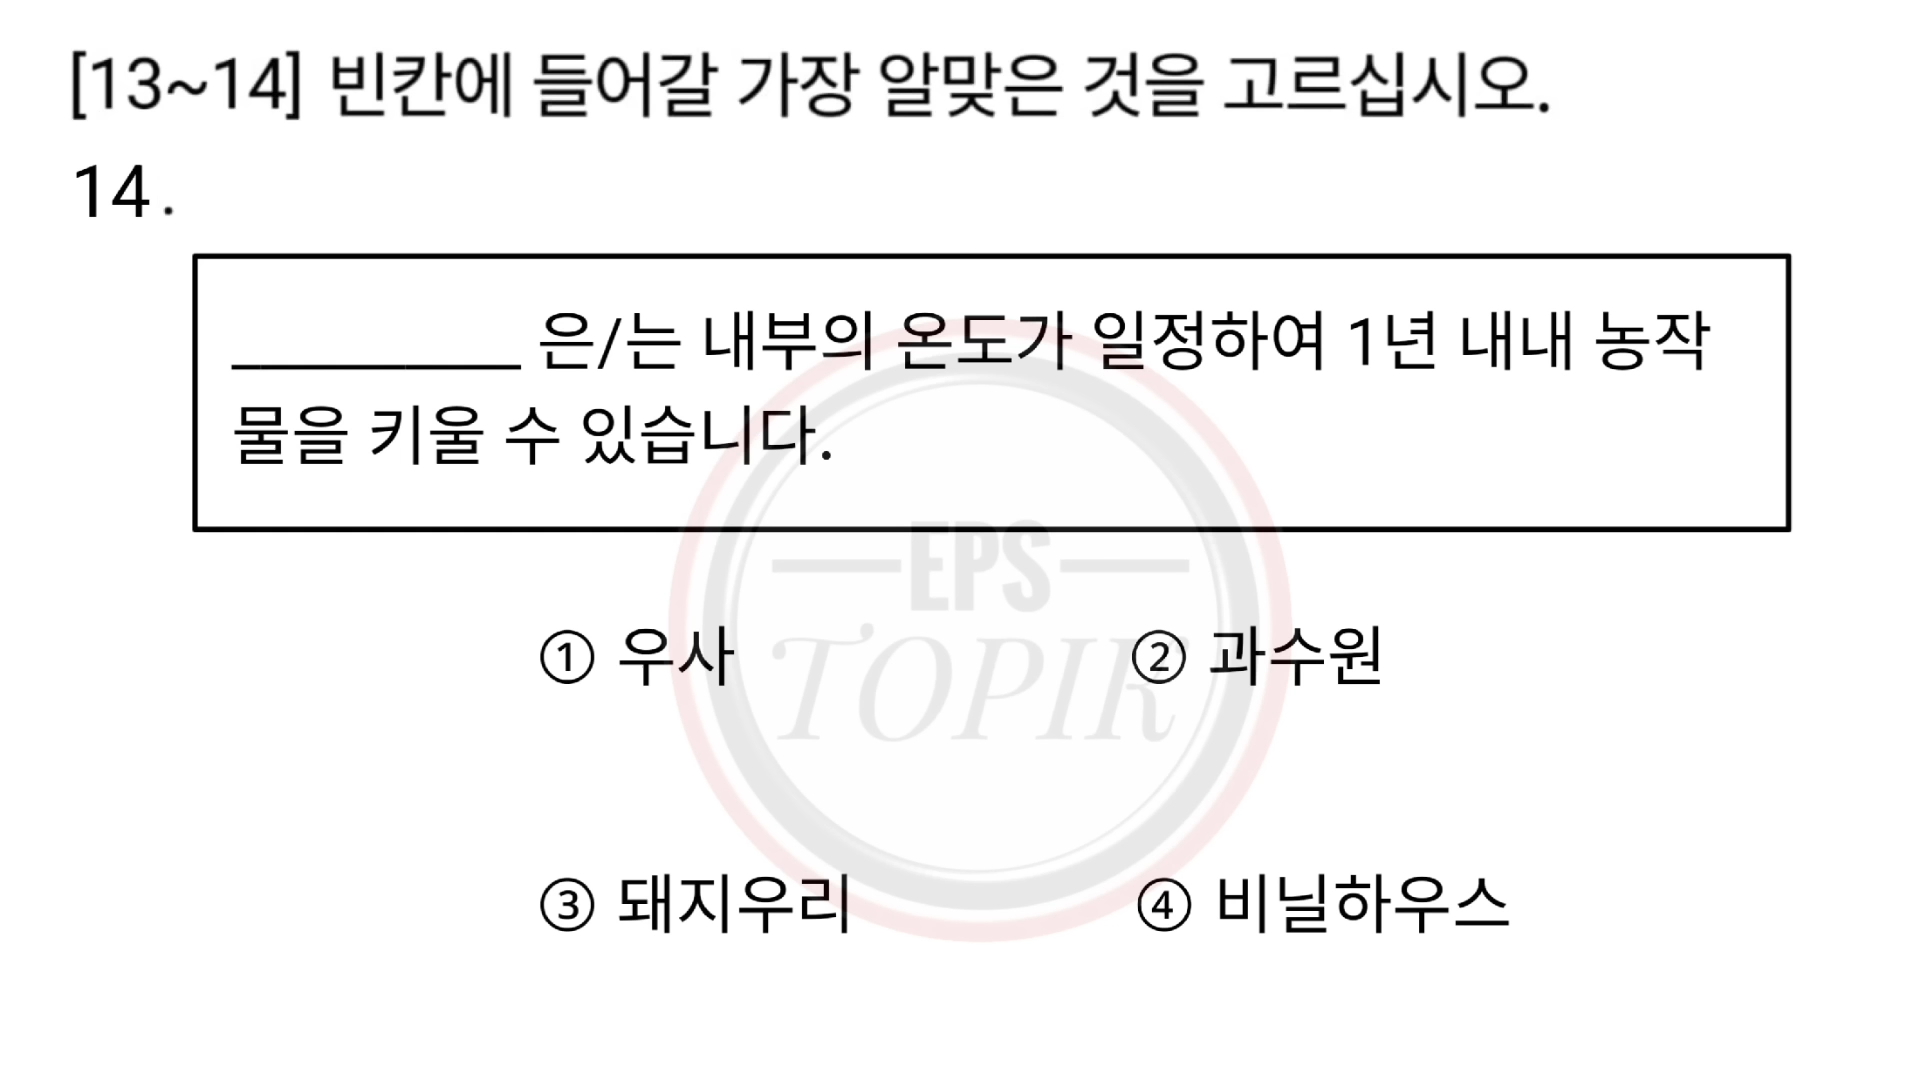 [13~14] 빈칸에 들어갈 가장 알맞은 것을 고르십시오.
14.
__________ 은/는 내부의 온도가 일정하여 1년 내내 농작
물을 키울 수 있습니다.
EPS
TOPIK
① 우사 ② 과수원
③ 돼지우리 ④ 비닐하우스